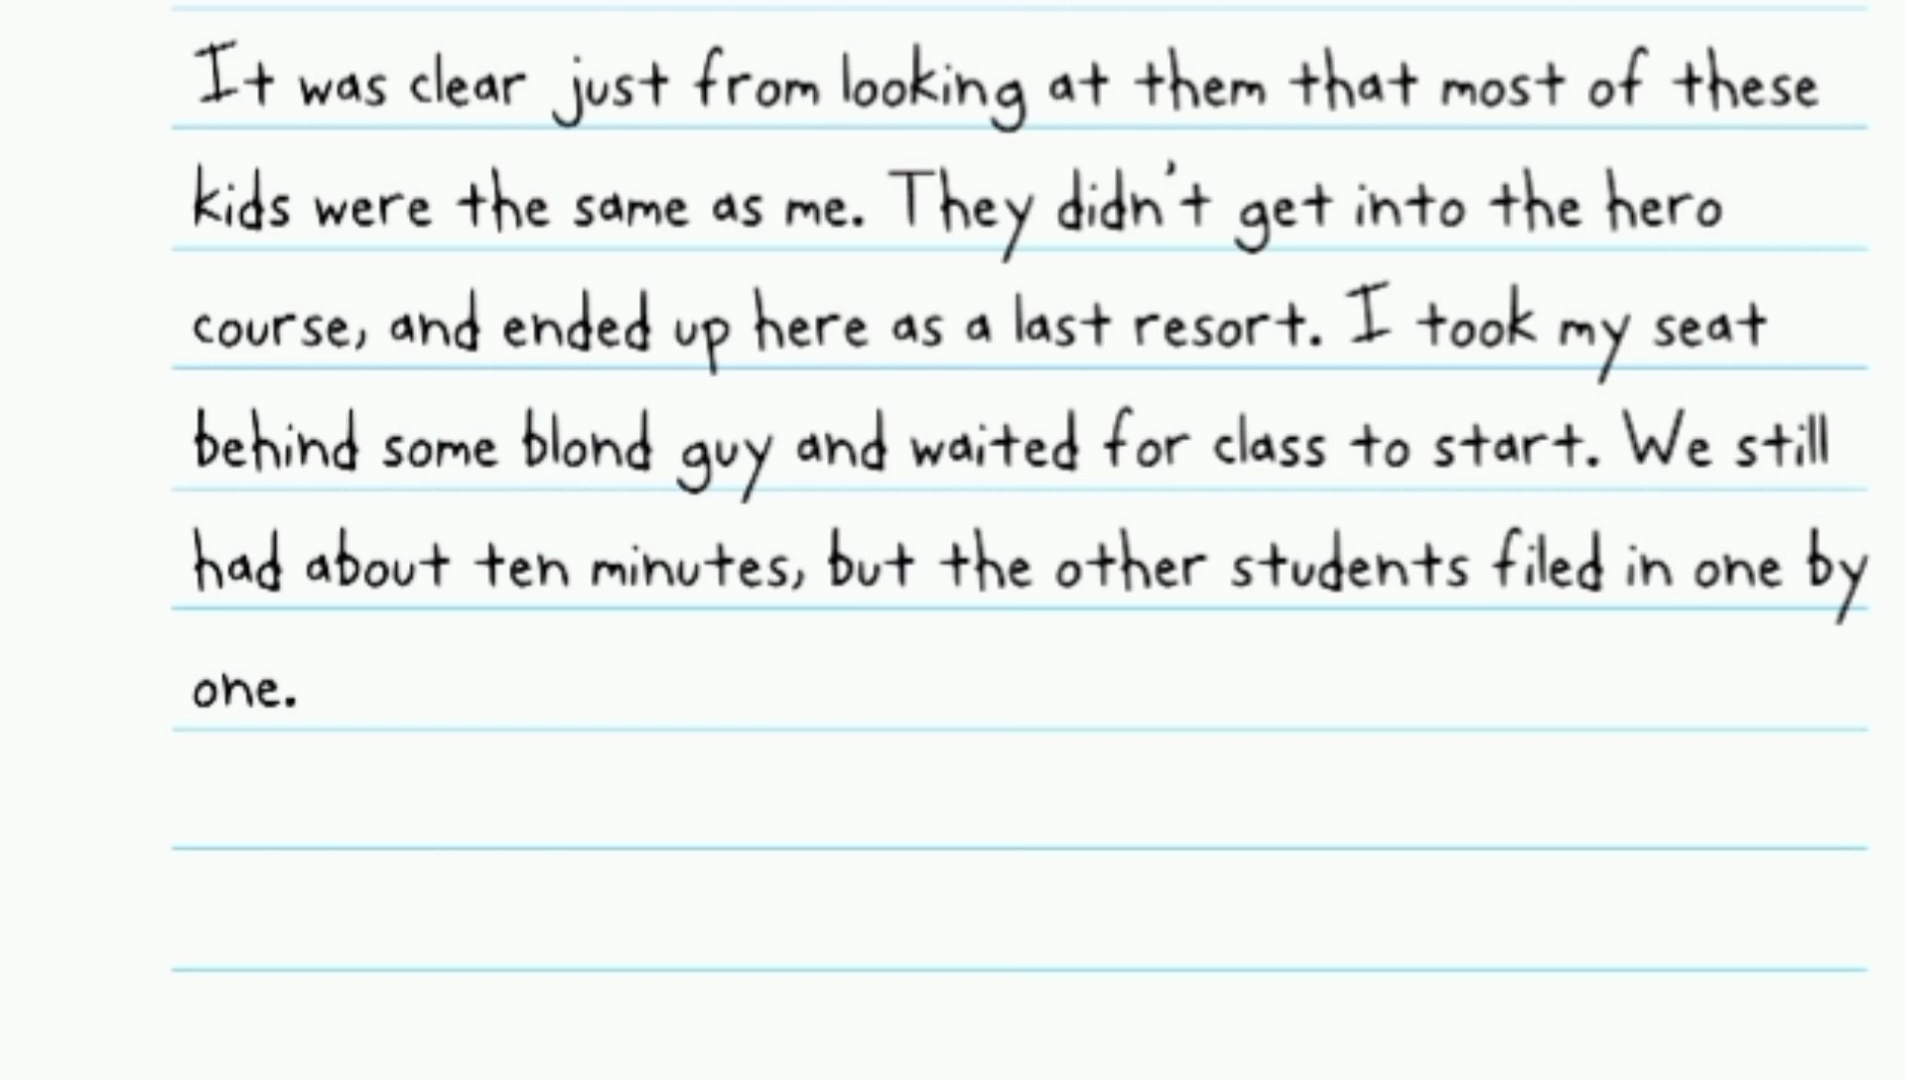 It was clear just from looking at them that most of these
kids were the same as me. They didn't get into the hero
course, and ended up here as a last resort. I took my seat
behind some blond guy and waited for class to start. We still
had about ten minutes, but the other students filed in one by
one.